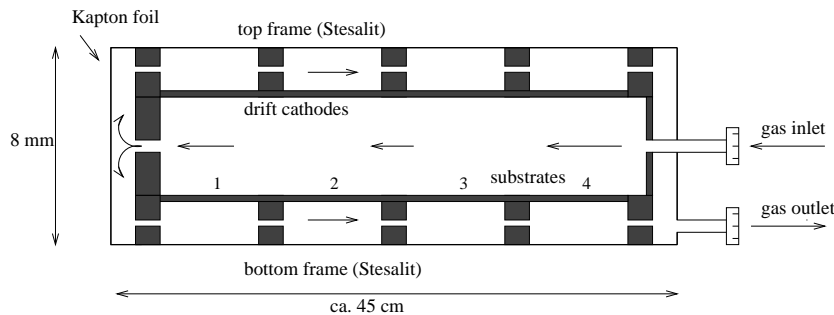 Kapton foil
top frame (Stesalit)
drift cathodes
8 mm
gas inlet
substrates
1 2 3 4
gas outlet
bottom frame (Stesalit)
ca. 45 cm